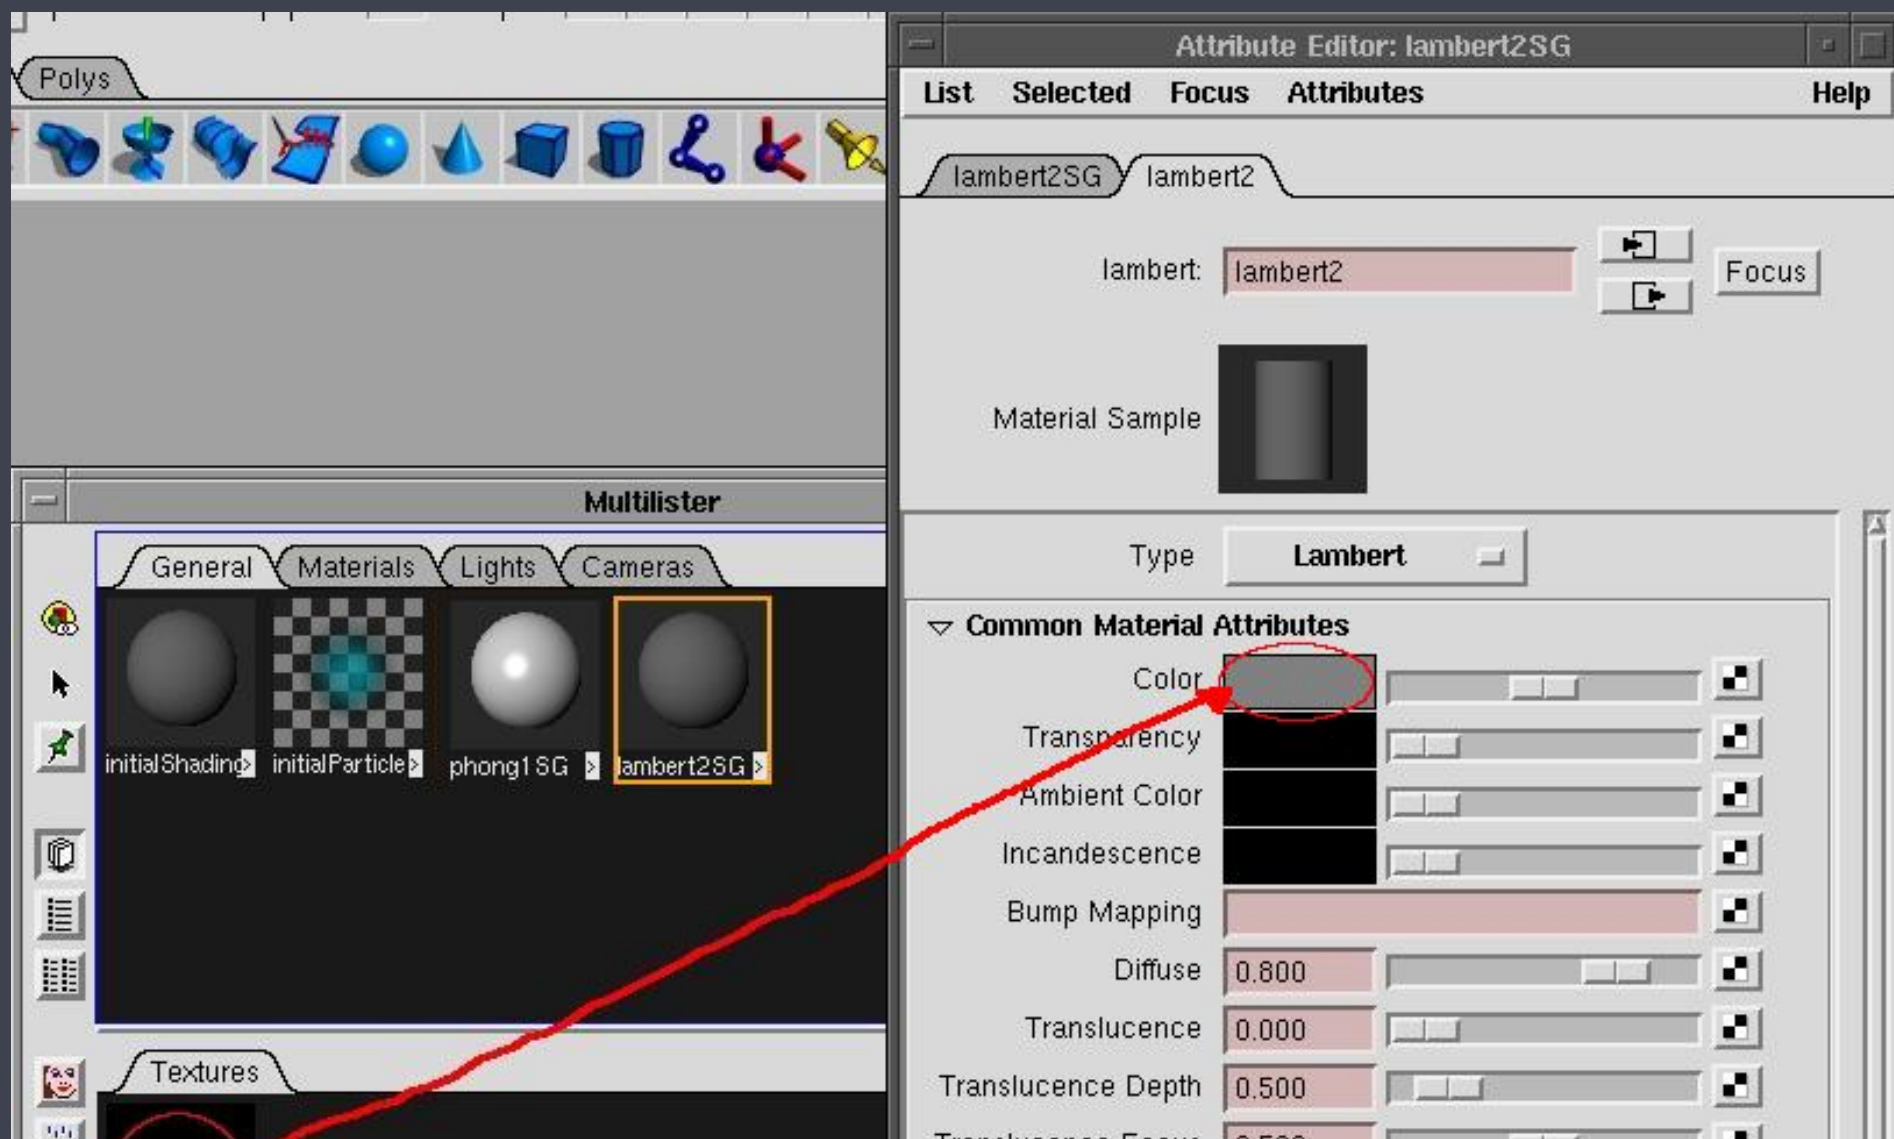 Polys
Attribute Editor: lambert2SG
List Selected Focus Attributes Help
lambert2SG lambert2
lambert: lambert2 Focus
Material Sample
Multilister
General Materials Lights Cameras
initialShading> initialParticle> phong1SG > lambert2SG >
Textures
Type Lambert
Common Material Attributes
Color
Transparency
Ambient Color
Incandescence
Bump Mapping
Diffuse 0.800
Translucence 0.000
Translucence Depth 0.500